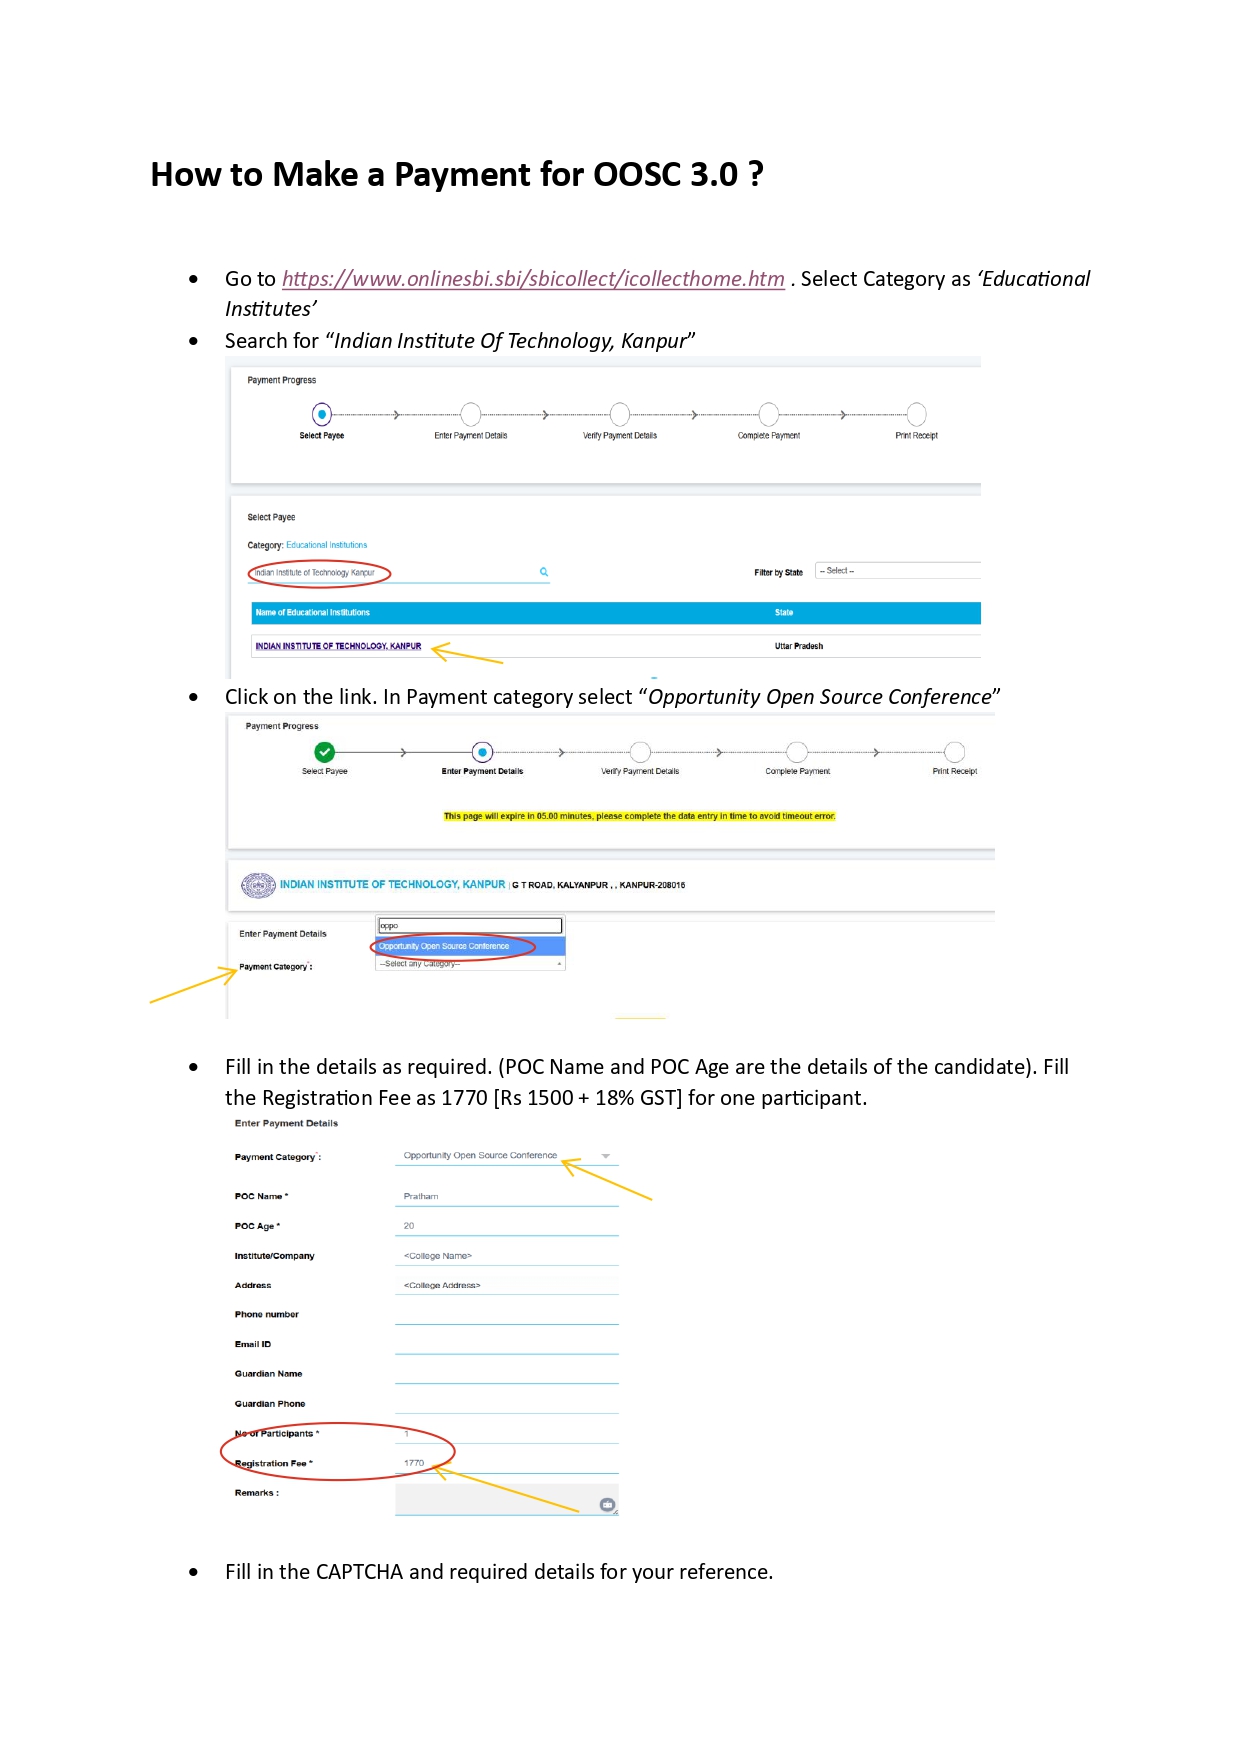 How to Make a Payment for OOSC 3.0 ?
• Go to https://www.onlinesbi.sbi/sbicollect/icollecthome.htm . Select Category as ‘Educational
Institutes’
• Search for “Indian Institute Of Technology, Kanpur”
Payment Progress
Select Payee Enter Payment Details Verify Payment Details Complete Payment Print Receipt
Select Payee
Category: Educational Institutions
Indian Institute of Technology Kanpur Filter by State -- Select --
Name of Educational Institutions State
INDIAN INSTITUTE OF TECHNOLOGY, KANPUR Uttar Pradesh
• Click on the link. In Payment category select “Opportunity Open Source Conference”
Payment Progress
Select Payee Enter Payment Details Verify Payment Details Complete Payment Print Receipt
This page will expire in 05.00 minutes, please complete the data entry in time to avoid timeout error.
INDIAN INSTITUTE OF TECHNOLOGY, KANPUR | G T ROAD, KALYANPUR , , KANPUR-208016
oppo
Enter Payment Details
Opportunity Open Source Conference
Payment Category*: --Select any Category--
• Fill in the details as required. (POC Name and POC Age are the details of the candidate). Fill
the Registration Fee as 1770 [Rs 1500 + 18% GST] for one participant.
Enter Payment Details
Payment Category*: Opportunity Open Source Conference
POC Name * Pratham
POC Age * 20
Institute/Company <College Name>
Address <College Address>
Phone number
Email ID
Guardian Name
Guardian Phone
No of Participants * 1
Registration Fee * 1770
Remarks :
• Fill in the CAPTCHA and required details for your reference.